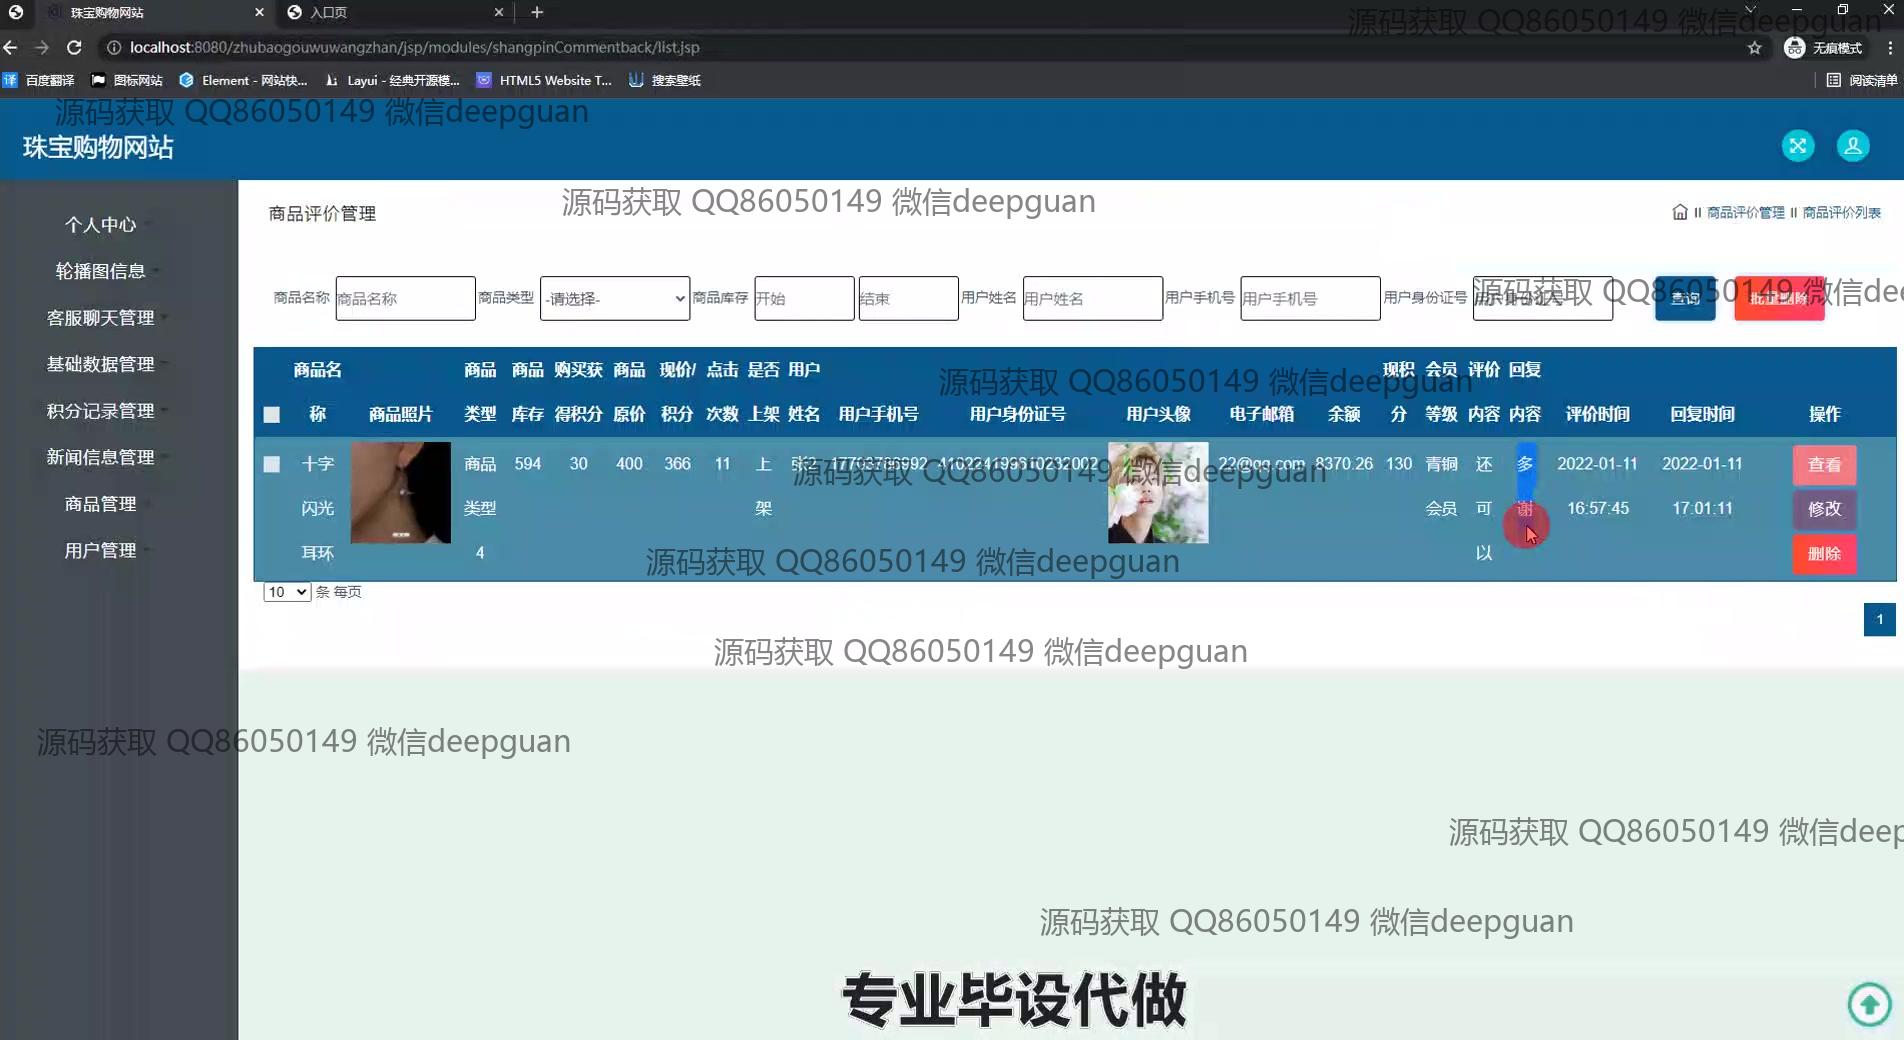 珠宝购物网站
入口页
localhost:8080/zhubaogouwuwangzhan/jsp/modules/shangpinCommentback/list.jsp
无痕模式
百度翻译 图标网站 Element - 网站快... Layui - 经典开源模... HTML5 Website T... 搜索壁纸 阅读清单
源码获取 QQ86050149 微信deepguan
源码获取 QQ86050149 微信deepguan
珠宝购物网站
源码获取 QQ86050149 微信deepguan
商品评价管理
商品评价管理 II 商品评价列表
个人中心
轮播图信息
客服聊天管理
基础数据管理
积分记录管理
新闻信息管理
商品管理
用户管理
商品名称 商品名称 商品类型 -请选择- 商品库存 开始 结束 用户姓名 用户姓名 用户手机号 用户手机号 用户身份证号 查询 批量删除
源码获取 QQ86050149 微信dee
商品名称 商品照片 商品类型 商品库存 购买获得积分 商品原价 现价/积分 点击次数 是否上架 用户姓名 用户手机号 用户身份证号 用户头像 电子邮箱 余额 现积分 会员等级 评价内容 回复内容 评价时间 回复时间 操作
源码获取 QQ86050149 微信deepguan
十字闪光耳环 商品类型4 594 30 400 366 11 上架 22@qq.com 8370.26 130 青铜会员 还可以 多谢 2022-01-11 16:57:45 2022-01-11 17:01:11 查看 修改 删除
源码获取 QQ86050149 微信deepguan
源码获取 QQ86050149 微信deepguan
10 条 每页
1
源码获取 QQ86050149 微信deepguan
源码获取 QQ86050149 微信deepguan
源码获取 QQ86050149 微信deep
源码获取 QQ86050149 微信deepguan
专业毕设代做